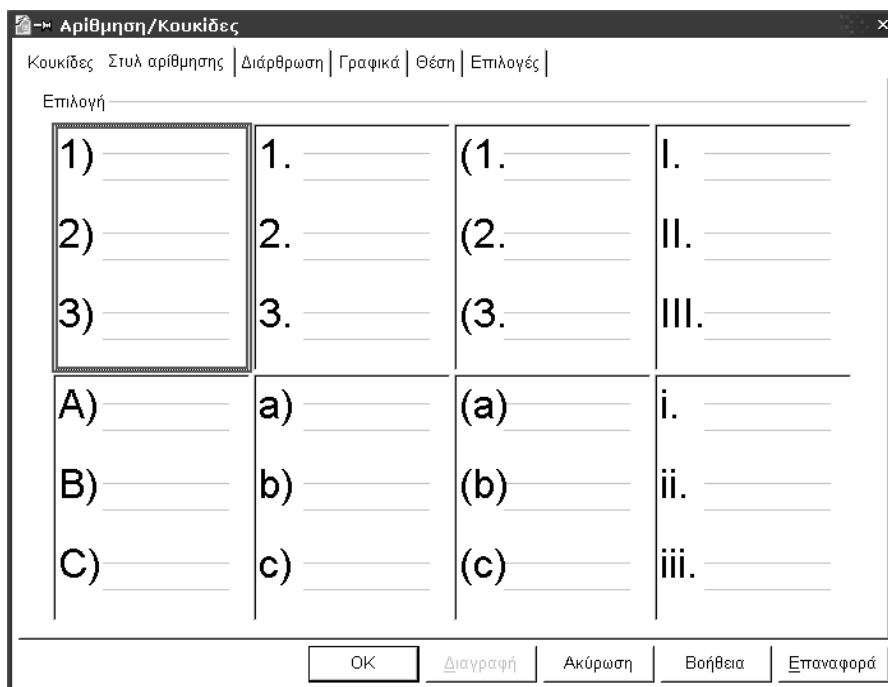 Αρίθμηση/Κουκίδες
Κουκίδες Στυλ αρίθμησης Διάρθρωση Γραφικά Θέση Επιλογές
Επιλογή
1) 1. (1. I.
2) 2. (2. II.
3) 3. (3. III.
A) a) (a) i.
B) b) (b) ii.
C) c) (c) iii.
OK Διαγραφή Ακύρωση Βοήθεια Επαναφορά